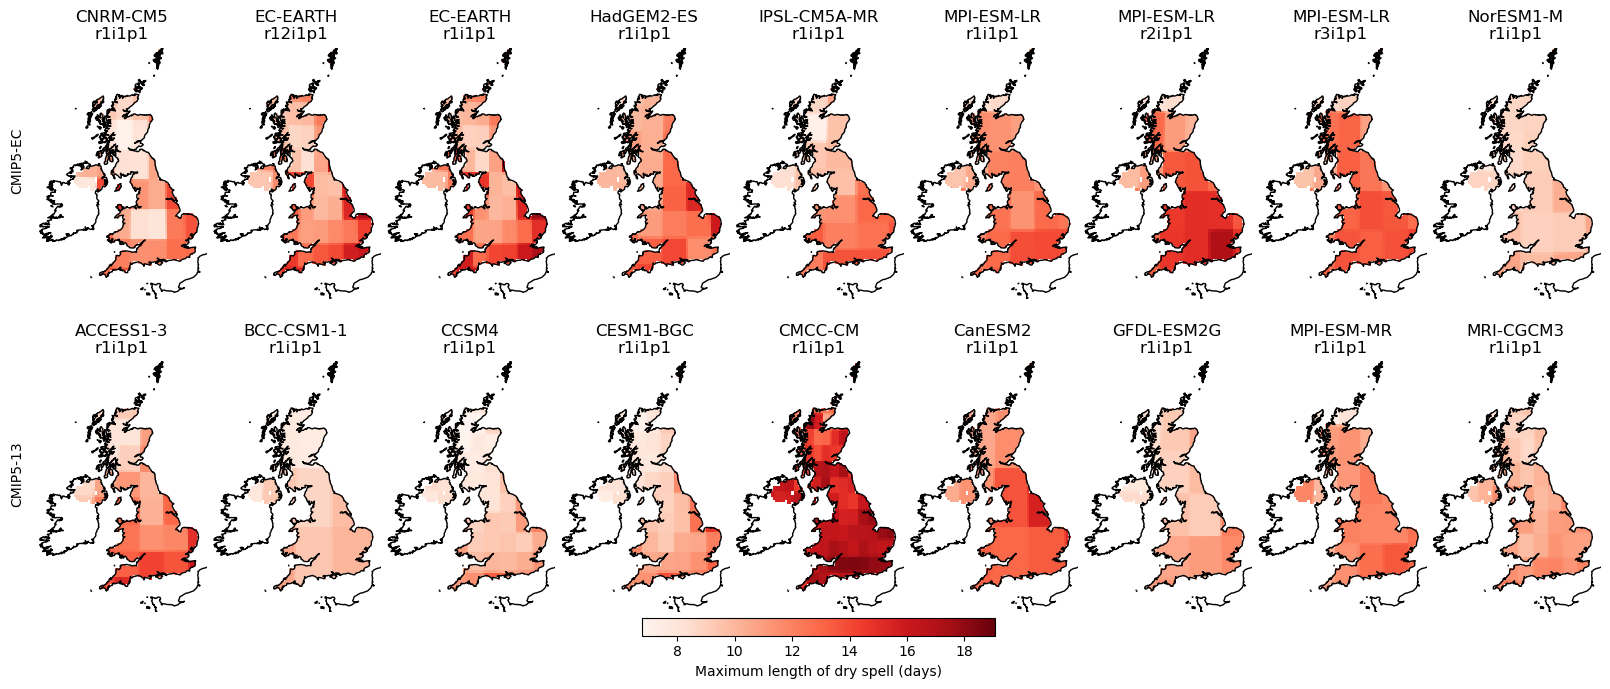 CNRM-CM5
r1i1p1
EC-EARTH
r12i1p1
EC-EARTH
r1i1p1
HadGEM2-ES
r1i1p1
IPSL-CM5A-MR
r1i1p1
MPI-ESM-LR
r1i1p1
MPI-ESM-LR
r2i1p1
MPI-ESM-LR
r3i1p1
NorESM1-M
r1i1p1
CMIP5-EC
ACCESS1-3
r1i1p1
BCC-CSM1-1
r1i1p1
CCSM4
r1i1p1
CESM1-BGC
r1i1p1
CMCC-CM
r1i1p1
CanESM2
r1i1p1
GFDL-ESM2G
r1i1p1
MPI-ESM-MR
r1i1p1
MRI-CGCM3
r1i1p1
CMIP5-13
8 10 12 14 16 18
Maximum length of dry spell (days)